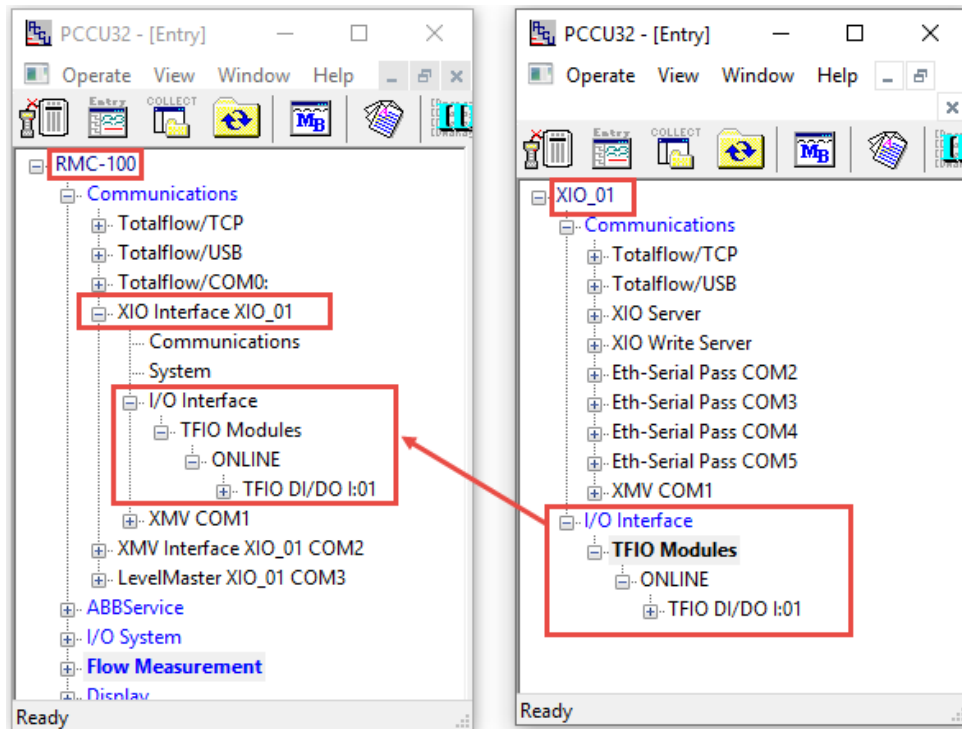 PCCU32 - [Entry]
Operate View Window Help
Entry COLLECT MB
RMC-100
Communications
Totalflow/TCP
Totalflow/USB
Totalflow/COM0:
XIO Interface XIO_01
Communications
System
I/O Interface
TFIO Modules
ONLINE
TFIO DI/DO I:01
XMV COM1
XMV Interface XIO_01 COM2
LevelMaster XIO_01 COM3
ABBService
I/O System
Flow Measurement
Display
Ready
PCCU32 - [Entry]
Operate View Window Help
Entry COLLECT MB
XIO_01
Communications
Totalflow/TCP
Totalflow/USB
XIO Server
XIO Write Server
Eth-Serial Pass COM2
Eth-Serial Pass COM3
Eth-Serial Pass COM4
Eth-Serial Pass COM5
XMV COM1
I/O Interface
TFIO Modules
ONLINE
TFIO DI/DO I:01
Ready